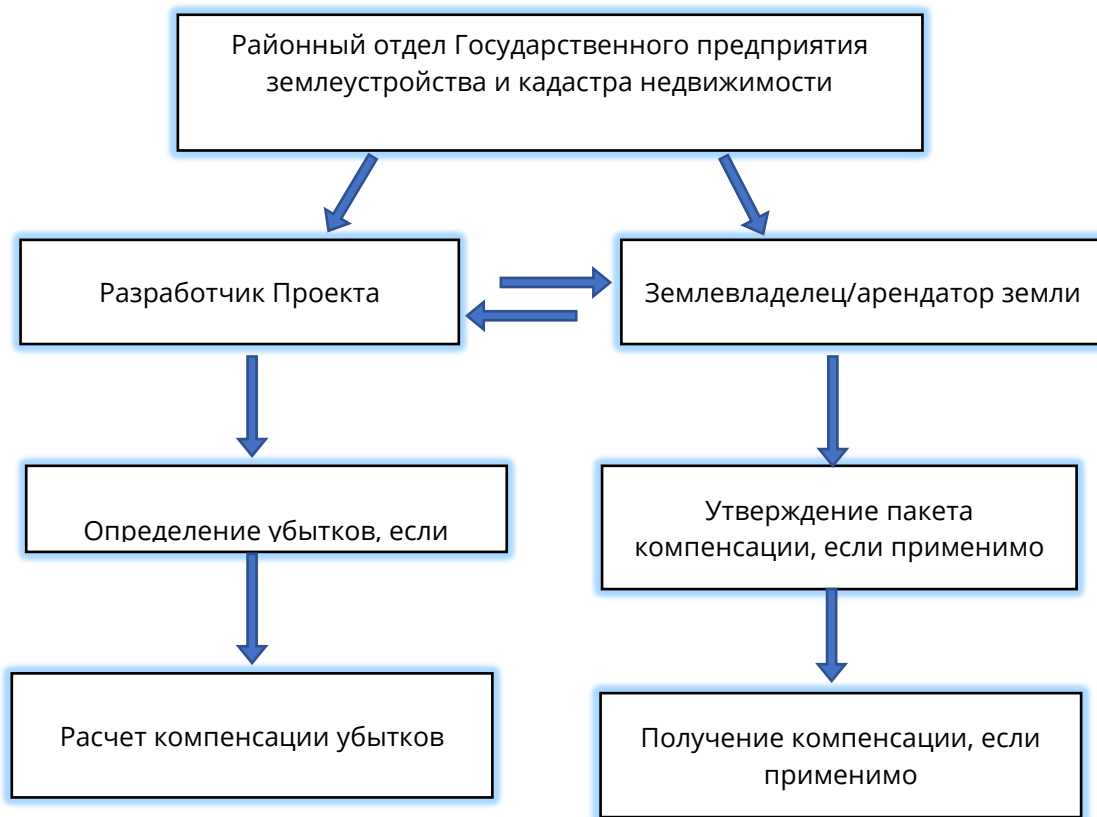 Районный отдел Государственного предприятия
землеустройства и кадастра недвижимости
Разработчик Проекта
Землевладелец/арендатор земли
Определение убытков, если
Утверждение пакета
компенсации, если применимо
Расчет компенсации убытков
Получение компенсации, если
применимо